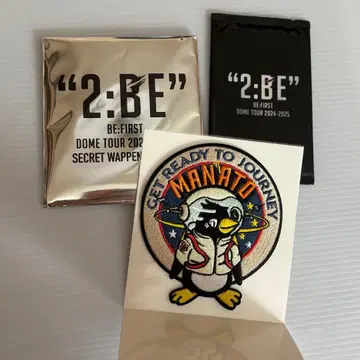 “2:BE”
BE:FIRST
DOME TOUR 202
SECRET WAPPEN
“2:BE”
BE:FIRST
DOME TOUR 2024-2025
GET READY TO JOURNEY
MANATO